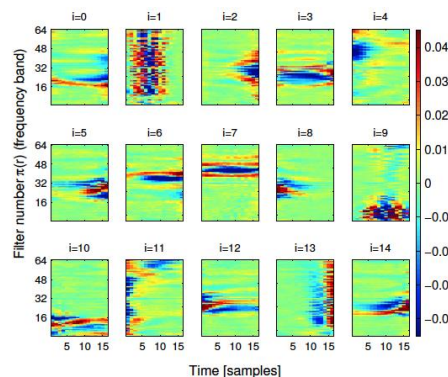 i=0 i=1 i=2 i=3 i=4
64
48
32
16
i=5 i=6 i=7 i=8 i=9
64
48
32
16
i=10 i=11 i=12 i=13 i=14
64
48
32
16
5 10 15 5 10 15 5 10 15 5 10 15 5 10 15
Time [samples]
Filter number π(r) (frequency band)
0.04
0.03
0.02
0.01
0